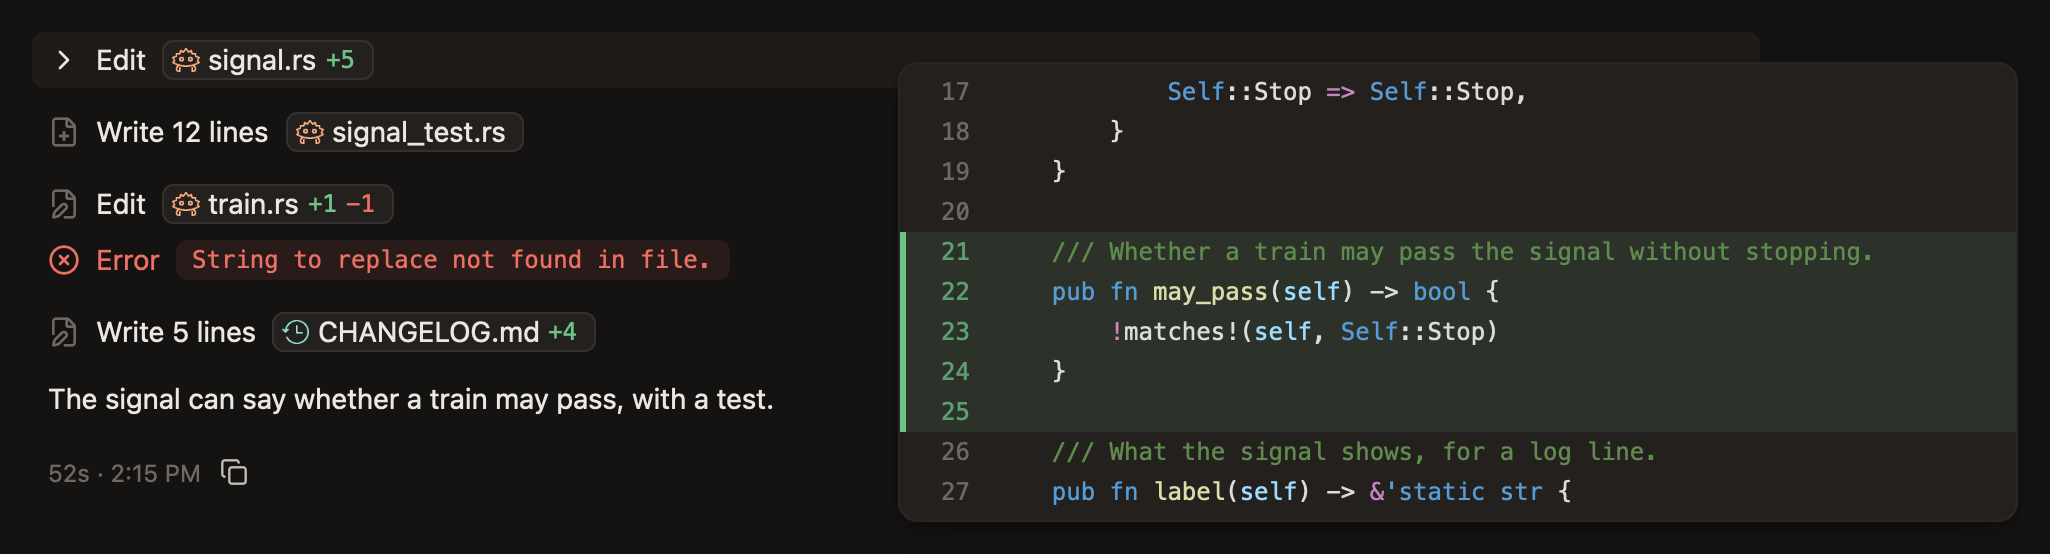 Edit signal.rs +5
Write 12 lines signal_test.rs
Edit train.rs +1 −1
Error String to replace not found in file.
Write 5 lines CHANGELOG.md +4
The signal can say whether a train may pass, with a test.
52s · 2:15 PM
17 Self::Stop => Self::Stop,
18 }
19 }
20
21 /// Whether a train may pass the signal without stopping.
22 pub fn may_pass(self) -> bool {
23 !matches!(self, Self::Stop)
24 }
25
26 /// What the signal shows, for a log line.
27 pub fn label(self) -> &'static str {